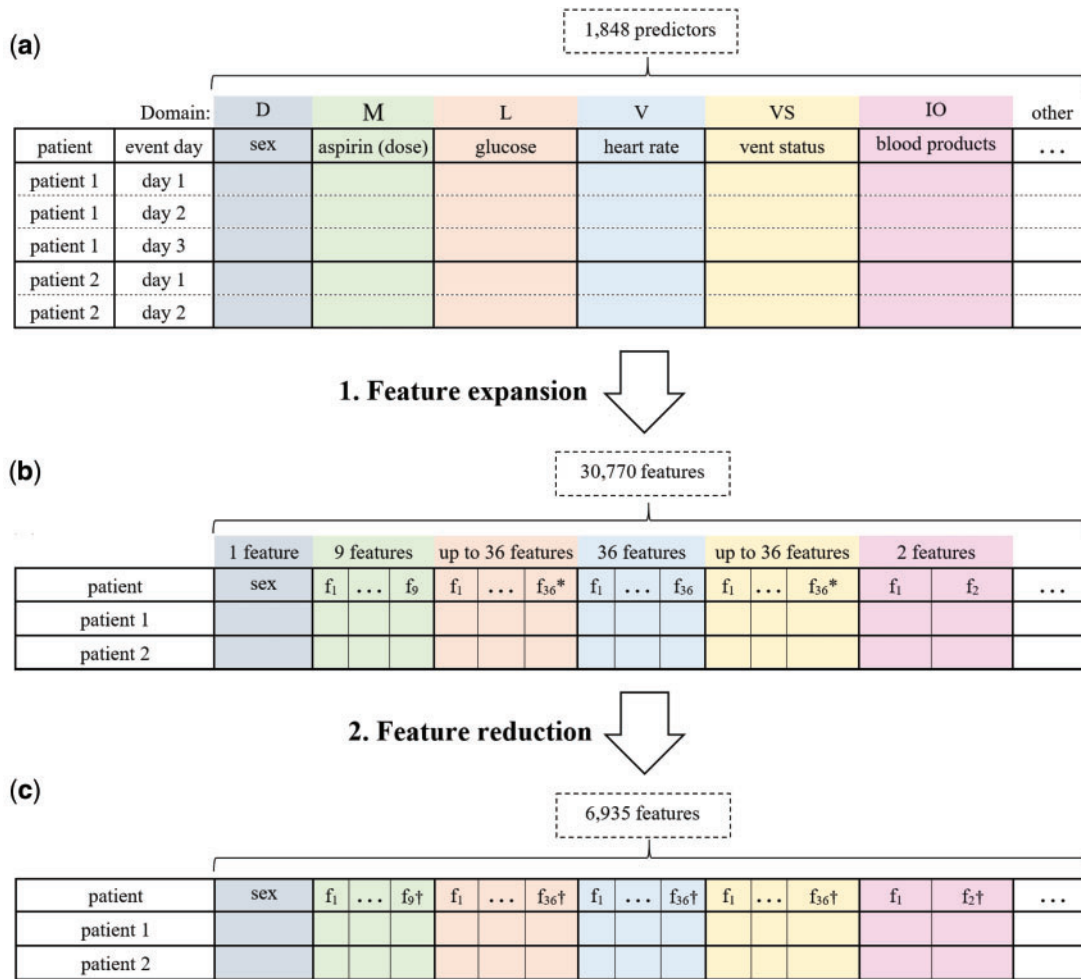 (a)
1,848 predictors
Domain: D M L V VS IO other
patient event day sex aspirin (dose) glucose heart rate vent status blood products ...
patient 1 day 1
patient 1 day 2
patient 1 day 3
patient 2 day 1
patient 2 day 2
1. Feature expansion
(b)
30,770 features
1 feature 9 features up to 36 features 36 features up to 36 features 2 features
patient sex f₁ ... f₉ f₁ ... f₃₆* f₁ ... f₃₆ f₁ ... f₃₆* f₁ f₂ ...
patient 1
patient 2
2. Feature reduction
(c)
6,935 features
patient sex f₁ ... f₉† f₁ ... f₃₆† f₁ ... f₃₆† f₁ ... f₃₆† f₁ f₂† ...
patient 1
patient 2